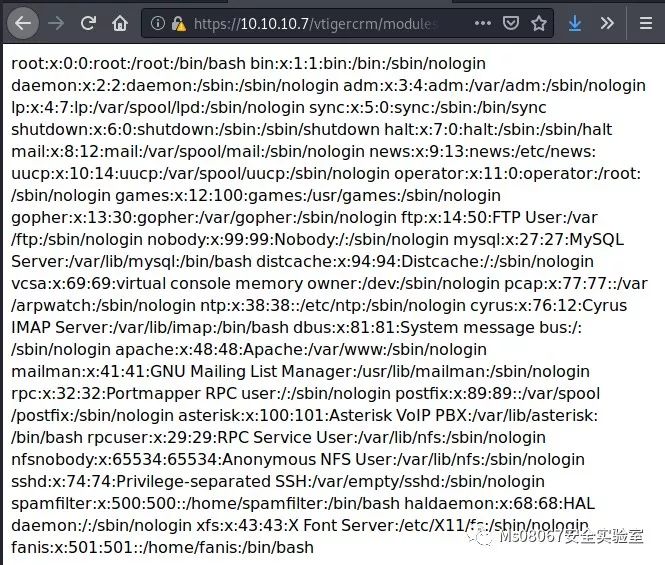 https://10.10.10.7/vtigercrm/modules
root:x:0:0:root:/root:/bin/bash bin:x:1:1:bin:/bin:/sbin/nologin
daemon:x:2:2:daemon:/sbin:/sbin/nologin adm:x:3:4:adm:/var/adm:/sbin/nologin
lp:x:4:7:lp:/var/spool/lpd:/sbin/nologin sync:x:5:0:sync:/sbin:/bin/sync
shutdown:x:6:0:shutdown:/sbin:/sbin/shutdown halt:x:7:0:halt:/sbin:/sbin/halt
mail:x:8:12:mail:/var/spool/mail:/sbin/nologin news:x:9:13:news:/etc/news:
uucp:x:10:14:uucp:/var/spool/uucp:/sbin/nologin operator:x:11:0:operator:/root:
/sbin/nologin games:x:12:100:games:/usr/games:/sbin/nologin
gopher:x:13:30:gopher:/var/gopher:/sbin/nologin ftp:x:14:50:FTP User:/var
/ftp:/sbin/nologin nobody:x:99:99:Nobody:/:/sbin/nologin mysql:x:27:27:MySQL
Server:/var/lib/mysql:/bin/bash distcache:x:94:94:Distcache:/:/sbin/nologin
vcsa:x:69:69:virtual console memory owner:/dev:/sbin/nologin pcap:x:77:77::/var
/arpwatch:/sbin/nologin ntp:x:38:38::/etc/ntp:/sbin/nologin cyrus:x:76:12:Cyrus
IMAP Server:/var/lib/imap:/bin/bash dbus:x:81:81:System message bus:/:
/sbin/nologin apache:x:48:48:Apache:/var/www:/sbin/nologin
mailman:x:41:41:GNU Mailing List Manager:/usr/lib/mailman:/sbin/nologin
rpc:x:32:32:Portmapper RPC user:/:/sbin/nologin postfix:x:89:89::/var/spool
/postfix:/sbin/nologin asterisk:x:100:101:Asterisk VoIP PBX:/var/lib/asterisk:
/bin/bash rpcuser:x:29:29:RPC Service User:/var/lib/nfs:/sbin/nologin
nfsnobody:x:65534:65534:Anonymous NFS User:/var/lib/nfs:/sbin/nologin
sshd:x:74:74:Privilege-separated SSH:/var/empty/sshd:/sbin/nologin
spamfilter:x:500:500::/home/spamfilter:/bin/bash haldaemon:x:68:68:HAL
daemon:/:/sbin/nologin xfs:x:43:43:X Font Server:/etc/X11/fs:/sbin/nologin
fanis:x:501:501::/home/fanis:/bin/bash
Ms08067安全实验室